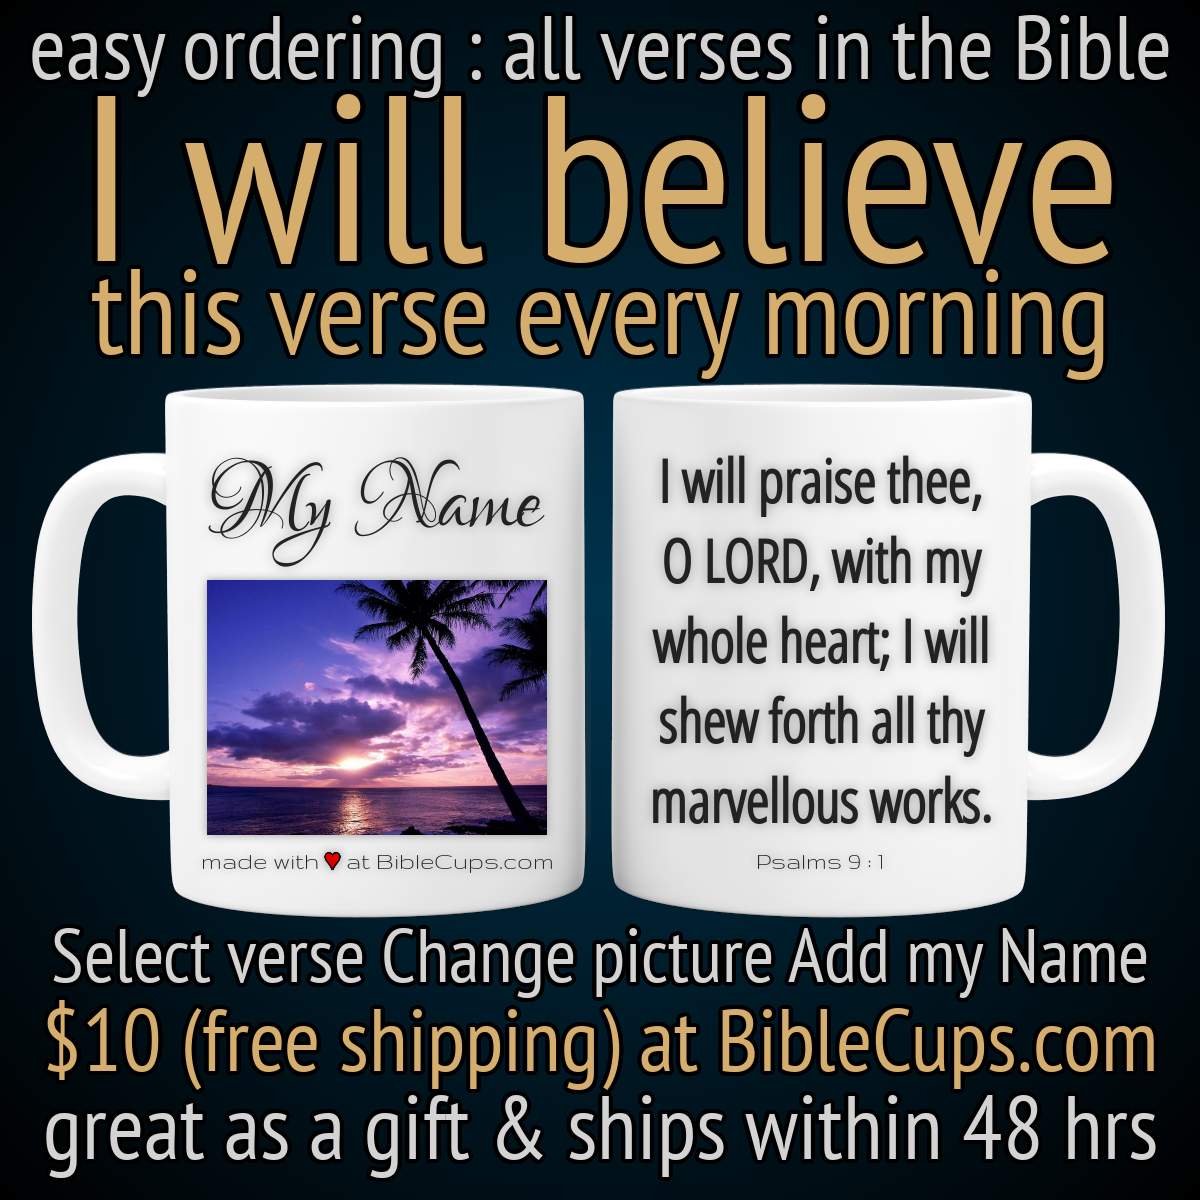 easy ordering : all verses in the Bible
I will believe
this verse every morning
My Name
made with ♥ at BibleCups.com
I will praise thee,
O LORD, with my
whole heart; I will
shew forth all thy
marvellous works.
Psalms 9:1
Select verse Change picture Add my Name
$10 (free shipping) at BibleCups.com
great as a gift & ships within 48 hrs